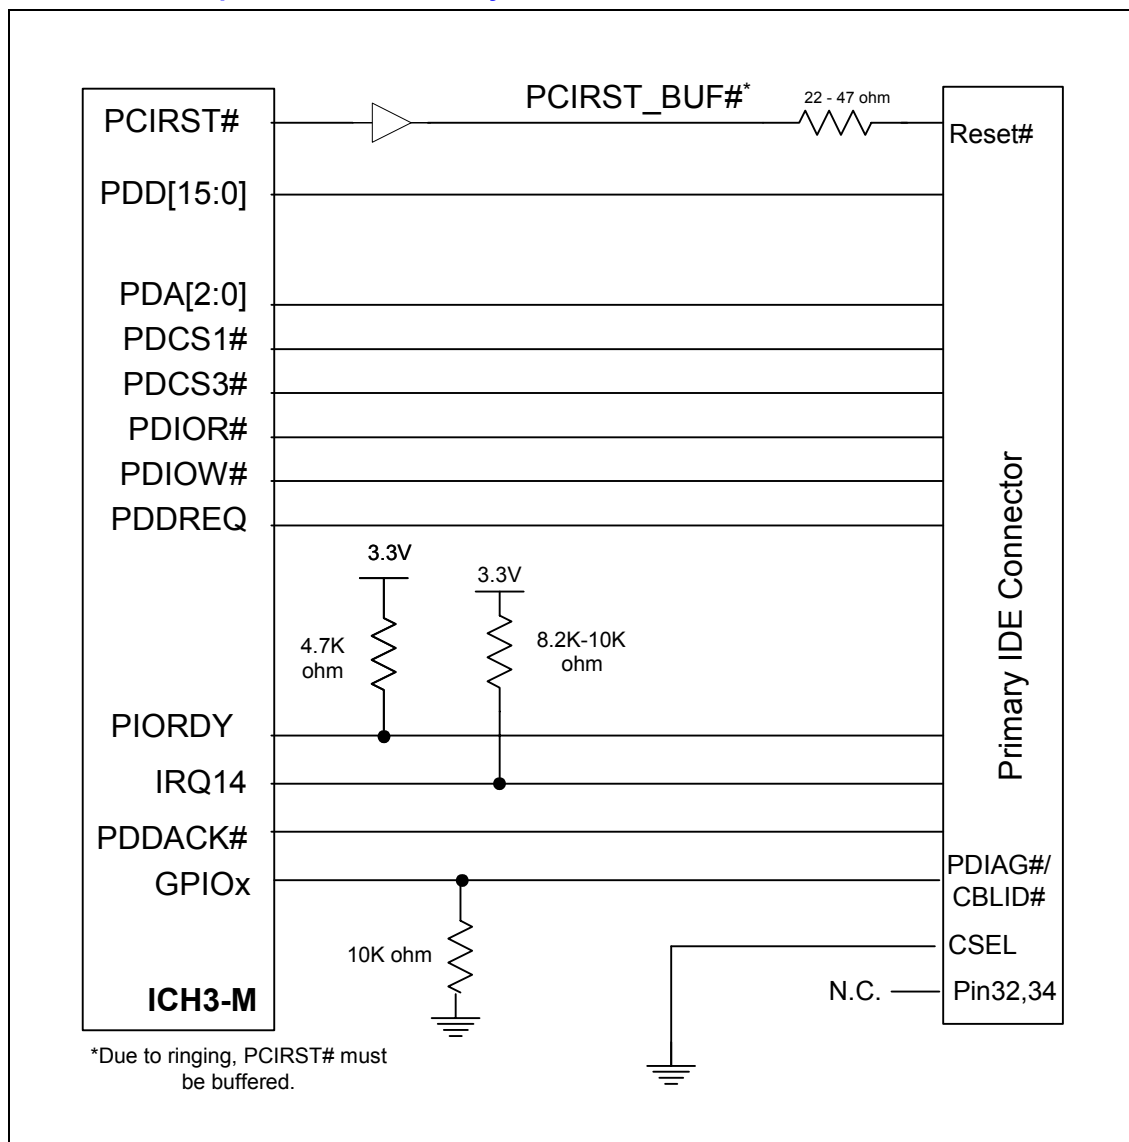 PCIRST#
PCIRST_BUF#*
22 - 47 ohm
Reset#
PDD[15:0]
PDA[2:0]
PDCS1#
PDCS3#
PDIOR#
PDIOW#
PDDREQ
3.3V
3.3V
4.7K
ohm
8.2K-10K
ohm
Primary IDE Connector
PIORDY
IRQ14
PDDACK#
GPIOx
PDIAG#/
CBLID#
10K ohm
CSEL
N.C.
Pin32,34
ICH3-M
*Due to ringing, PCIRST# must
be buffered.